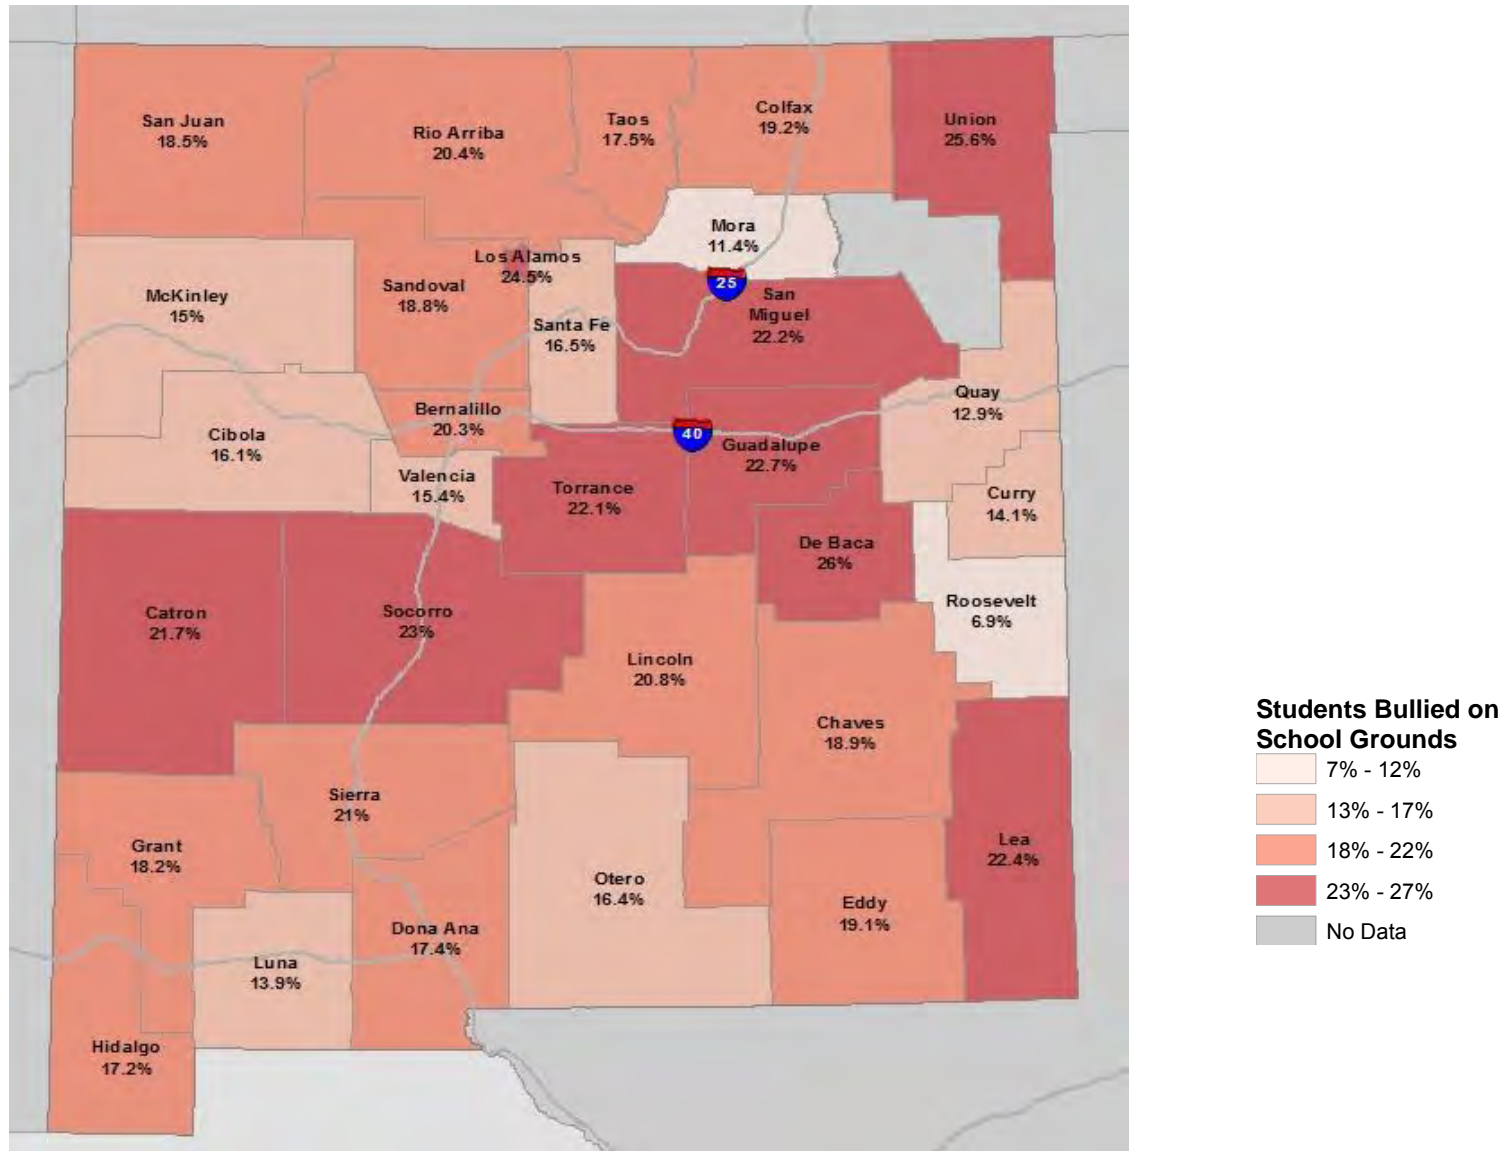 San Juan
18.5%
Rio Arriba
20.4%
Taos
17.5%
Colfax
19.2%
Union
25.6%
Mora
11.4%
Los Alamos
24.5%
McKinley
15%
Sandoval
18.8%
Santa Fe
16.5%
25
San
Miguel
22.2%
Quay
12.9%
Bernalillo
20.3%
40
Cibola
16.1%
Guadalupe
22.7%
Valencia
15.4%
Torrance
22.1%
Curry
14.1%
De Baca
26%
Catron
21.7%
Socorro
23%
Roosevelt
6.9%
Lincoln
20.8%
Chaves
18.9%
Sierra
21%
Grant
18.2%
Otero
16.4%
Lea
22.4%
Eddy
19.1%
Dona Ana
17.4%
Luna
13.9%
Hidalgo
17.2%
Students Bullied on
School Grounds
7% - 12%
13% - 17%
18% - 22%
23% - 27%
No Data